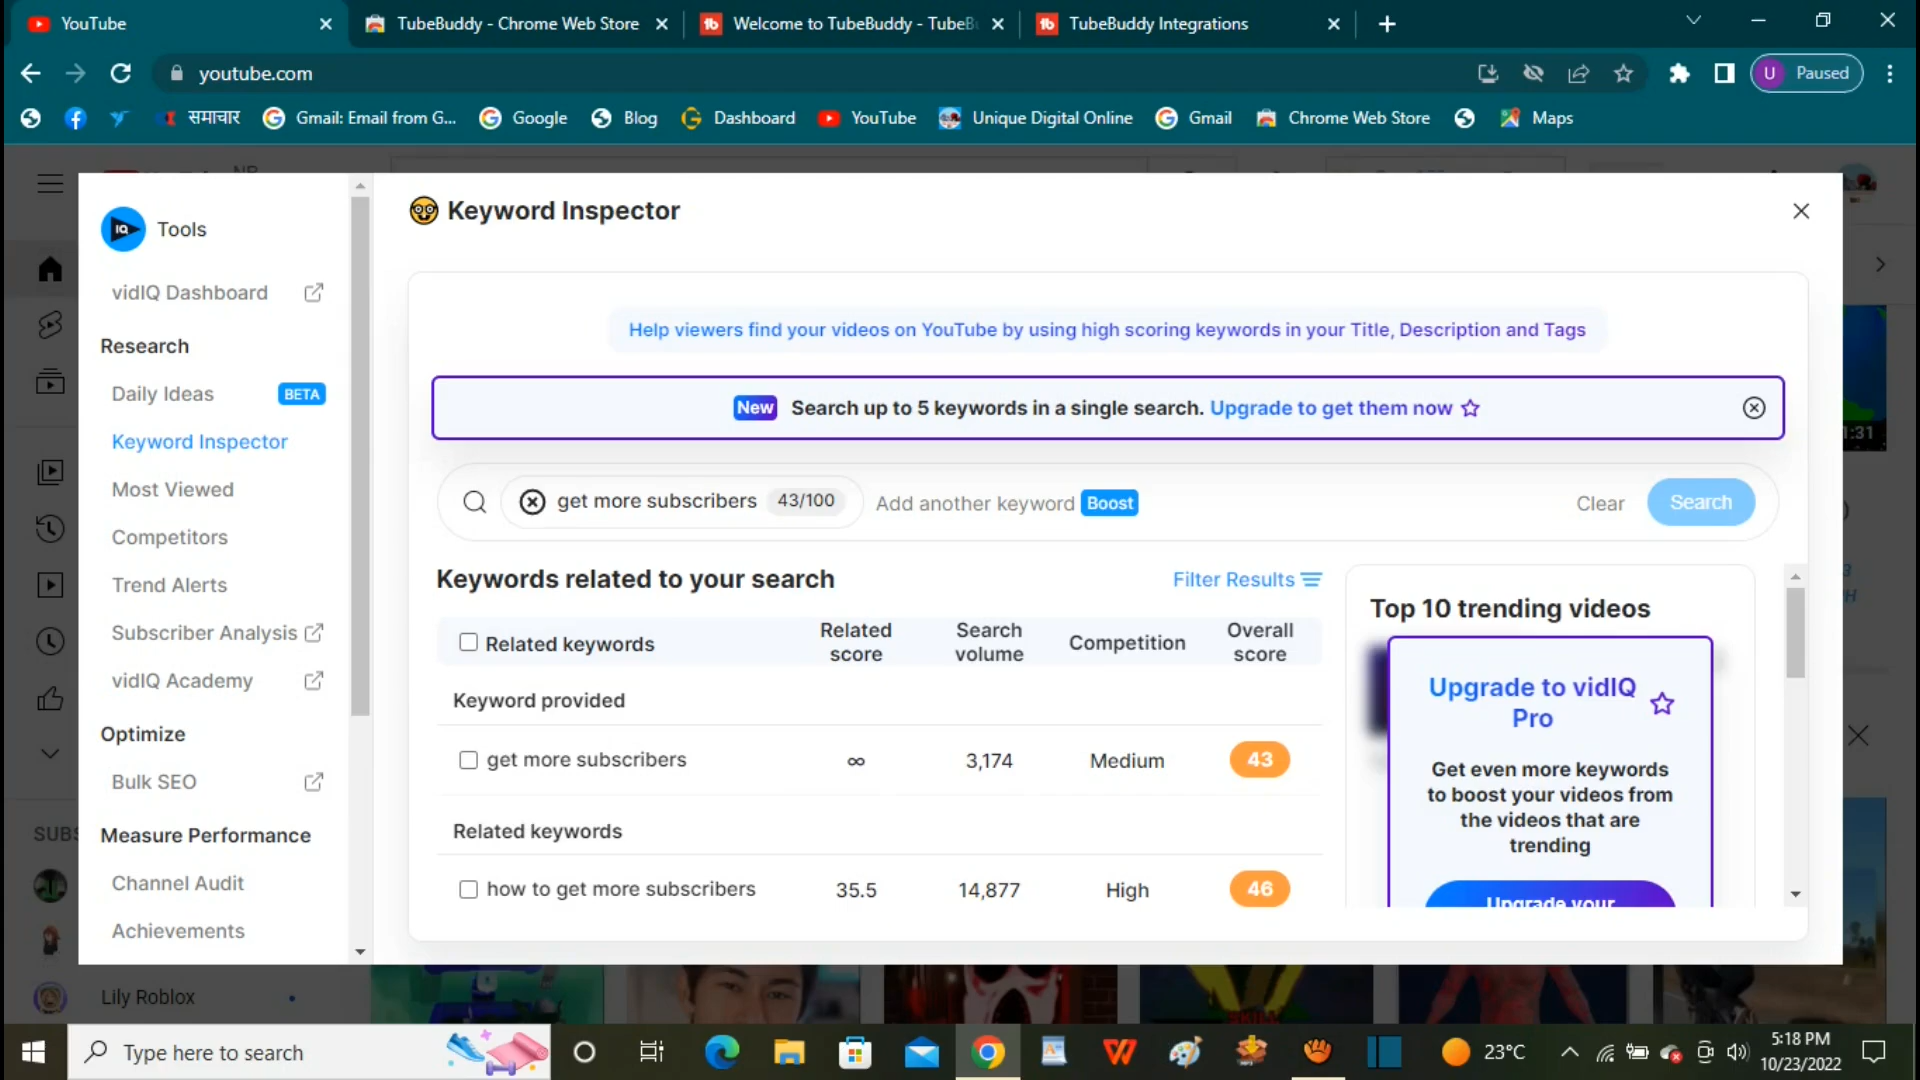 YouTube
TubeBuddy - Chrome Web Store
Welcome to TubeBuddy - TubeB
TubeBuddy Integrations
youtube.com
U Paused
समाचार
Gmail: Email from G...
Google
Blog
Dashboard
YouTube
Unique Digital Online
Gmail
Chrome Web Store
Maps
IQ Tools
vidIQ Dashboard
Research
Daily Ideas BETA
Keyword Inspector
Most Viewed
Competitors
Trend Alerts
Subscriber Analysis
vidIQ Academy
Optimize
Bulk SEO
Measure Performance
Channel Audit
Achievements
Keyword Inspector
Help viewers find your videos on YouTube by using high scoring keywords in your Title, Description and Tags
New Search up to 5 keywords in a single search. Upgrade to get them now
get more subscribers 43/100 Add another keyword Boost Clear Search
Keywords related to your search Filter Results
Related keywords Related score Search volume Competition Overall score
Keyword provided
get more subscribers ∞ 3,174 Medium 43
Related keywords
how to get more subscribers 35.5 14,877 High 46
Top 10 trending videos
Upgrade to vidIQ
Pro
Get even more keywords
to boost your videos from
the videos that are
trending
Upgrade your
1:31
SUBS
Lily Roblox
Type here to search
23°C
5:18 PM
10/23/2022